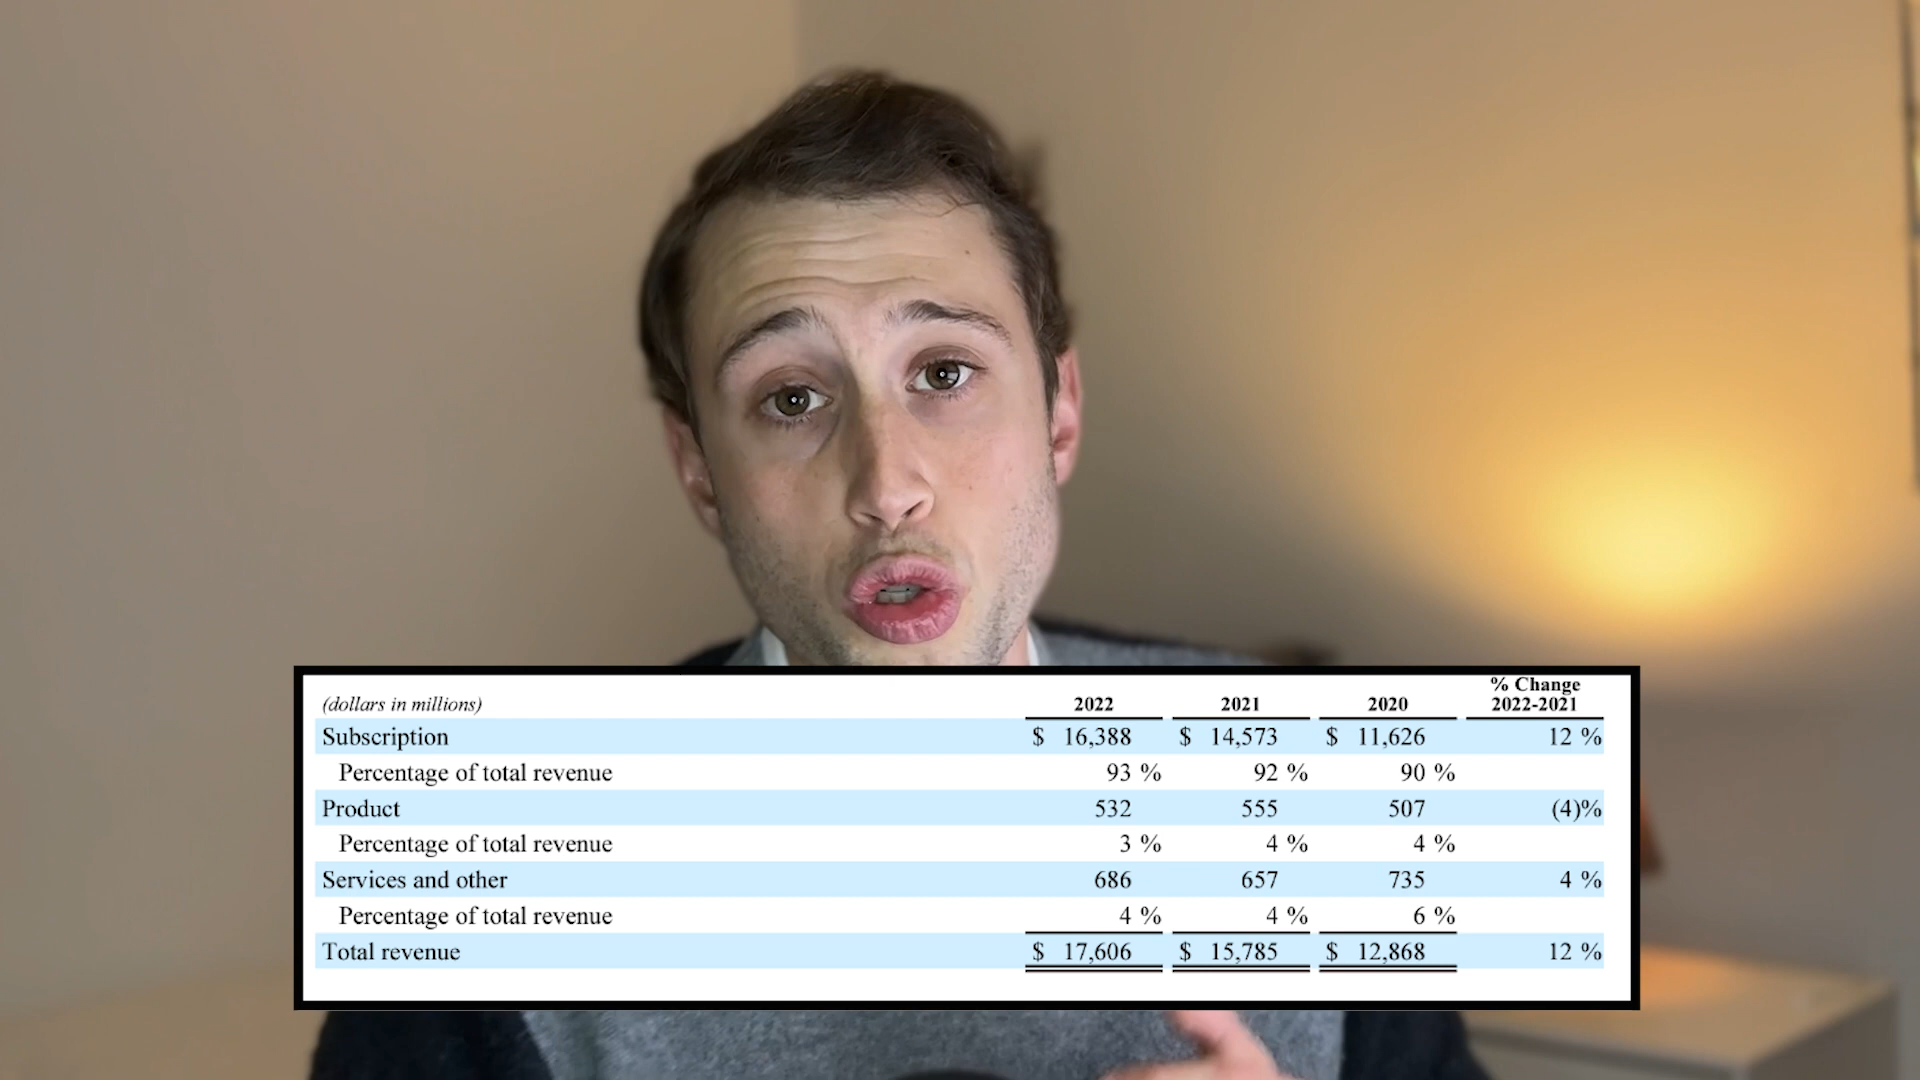 % Change
(dollars in millions) 2022 2021 2020 2022-2021
Subscription $ 16,388 $ 14,573 $ 11,626 12 %
Percentage of total revenue 93 % 92 % 90 %
Product 532 555 507 (4)%
Percentage of total revenue 3 % 4 % 4 %
Services and other 686 657 735 4 %
Percentage of total revenue 4 % 4 % 6 %
Total revenue $ 17,606 $ 15,785 $ 12,868 12 %